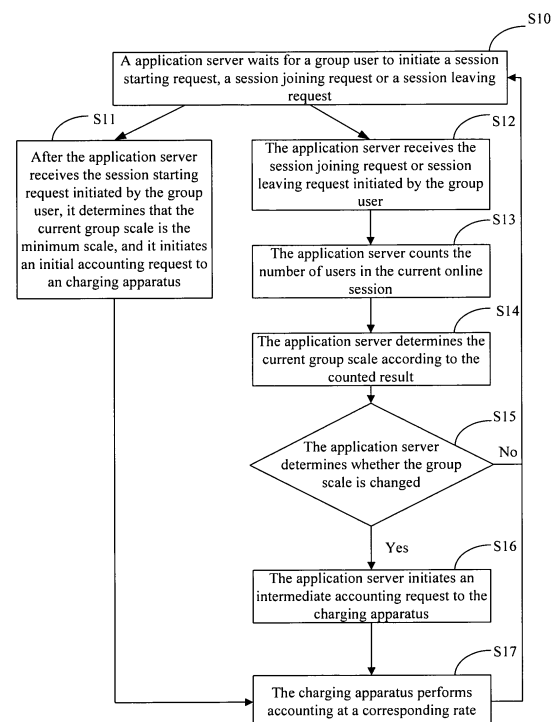 S10
A application server waits for a group user to initiate a session
starting request, a session joining request or a session leaving
request
S11
After the application server
receives the session starting
request initiated by the group
user, it determines that the
current group scale is the
minimum scale, and it initiates
an initial accounting request to
an charging apparatus
S12
The application server receives the
session joining request or session
leaving request initiated by the group
user
S13
The application server counts the
number of users in the current online
session
S14
The application server determines the
current group scale according to the
counted result
S15
The application server
determines whether the group
scale is changed
No
Yes
S16
The application server initiates an
intermediate accounting request to the
charging apparatus
S17
The charging apparatus performs
accounting at a corresponding rate